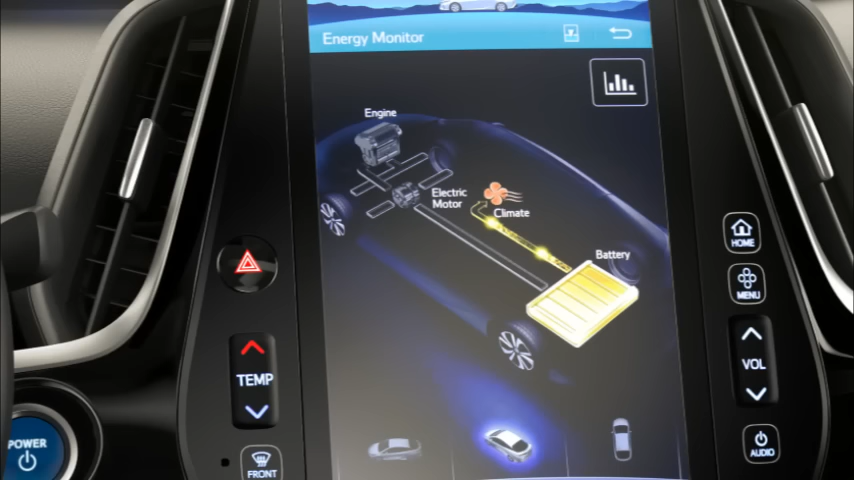 Energy Monitor
Engine
Electric
Motor
Climate
Battery
HOME
MENU
TEMP
VOL
POWER
FRONT
AUDIO